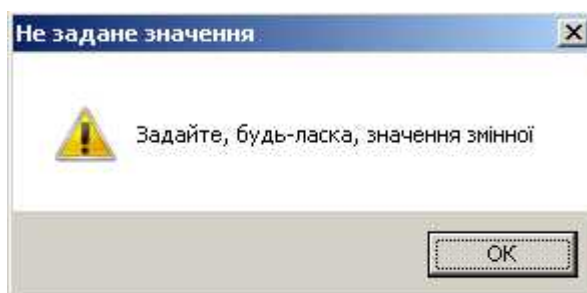 Не задане значення
Задайте, будь-ласка, значення змінної
OK